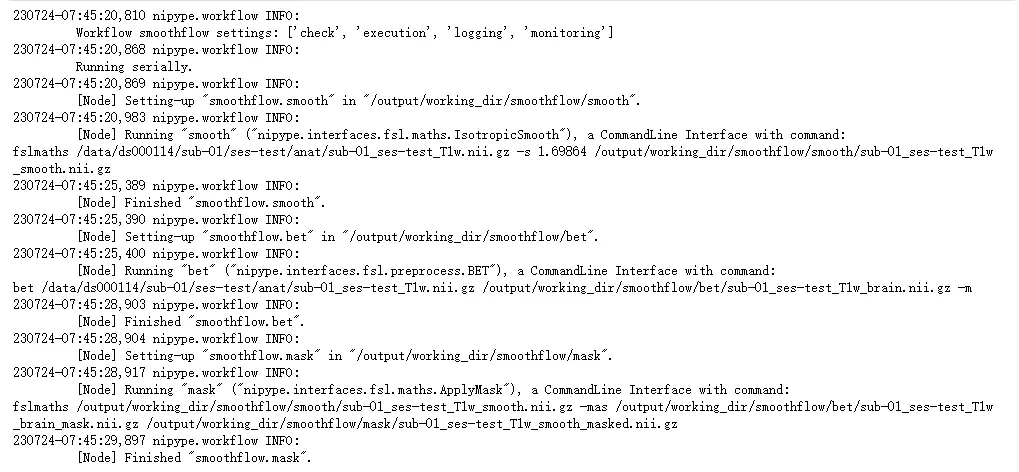 230724-07:45:20,810 nipype.workflow INFO:
Workflow smoothflow settings: ['check', 'execution', 'logging', 'monitoring']
230724-07:45:20,868 nipype.workflow INFO:
Running serially.
230724-07:45:20,869 nipype.workflow INFO:
[Node] Setting-up "smoothflow.smooth" in "/output/working_dir/smoothflow/smooth".
230724-07:45:20,983 nipype.workflow INFO:
[Node] Running "smooth" ("nipype.interfaces.fsl.maths.IsotropicSmooth"), a CommandLine Interface with command:
fslmaths /data/ds000114/sub-01/ses-test/anat/sub-01_ses-test_T1w.nii.gz -s 1.69864 /output/working_dir/smoothflow/smooth/sub-01_ses-test_T1w
_smooth.nii.gz
230724-07:45:25,389 nipype.workflow INFO:
[Node] Finished "smoothflow.smooth".
230724-07:45:25,390 nipype.workflow INFO:
[Node] Setting-up "smoothflow.bet" in "/output/working_dir/smoothflow/bet".
230724-07:45:25,400 nipype.workflow INFO:
[Node] Running "bet" ("nipype.interfaces.fsl.preprocess.BET"), a CommandLine Interface with command:
bet /data/ds000114/sub-01/ses-test/anat/sub-01_ses-test_T1w.nii.gz /output/working_dir/smoothflow/bet/sub-01_ses-test_T1w_brain.nii.gz -m
230724-07:45:28,903 nipype.workflow INFO:
[Node] Finished "smoothflow.bet".
230724-07:45:28,904 nipype.workflow INFO:
[Node] Setting-up "smoothflow.mask" in "/output/working_dir/smoothflow/mask".
230724-07:45:28,917 nipype.workflow INFO:
[Node] Running "mask" ("nipype.interfaces.fsl.maths.ApplyMask"), a CommandLine Interface with command:
fslmaths /output/working_dir/smoothflow/smooth/sub-01_ses-test_T1w_smooth.nii.gz -mas /output/working_dir/smoothflow/bet/sub-01_ses-test_T1w
_brain_mask.nii.gz /output/working_dir/smoothflow/mask/sub-01_ses-test_T1w_smooth_masked.nii.gz
230724-07:45:29,897 nipype.workflow INFO:
[Node] Finished "smoothflow.mask".